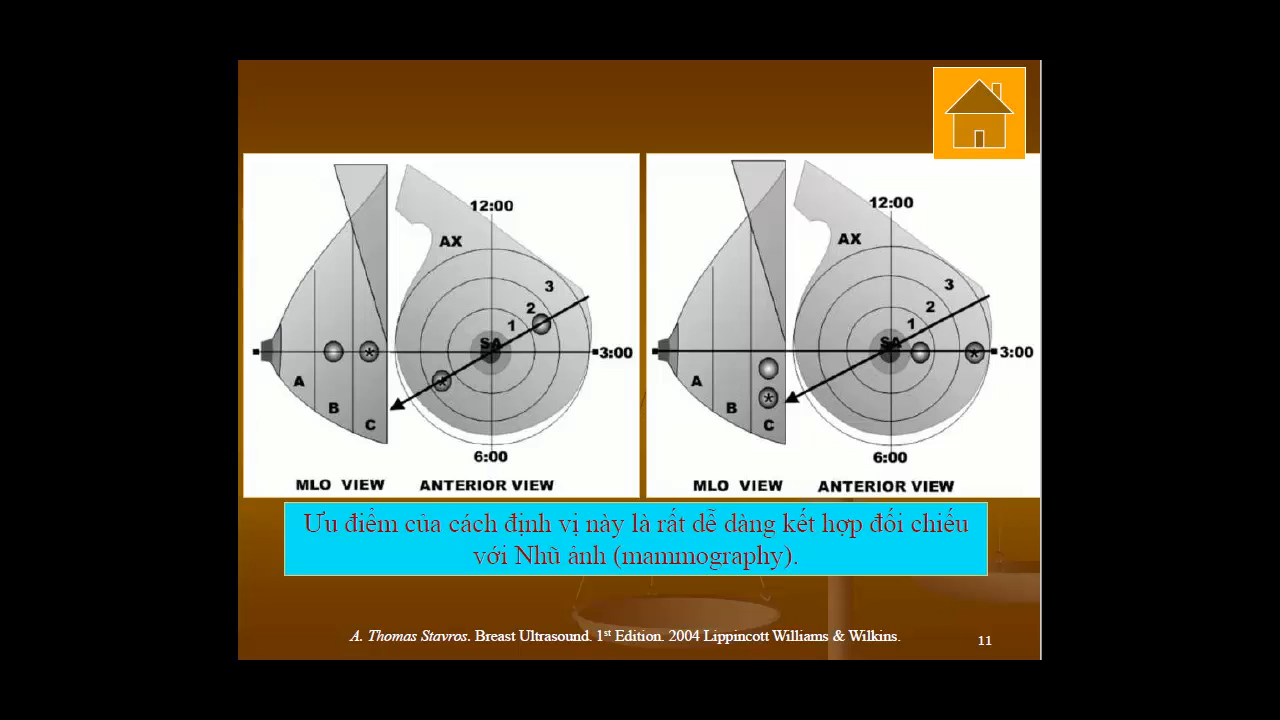 12:00
AX
3
2
1
SA
3:00
A
B
C
6:00
MLO VIEW
ANTERIOR VIEW
12:00
AX
3
2
1
SA
3:00
A
B
C
6:00
MLO VIEW
ANTERIOR VIEW
Ưu điểm của cách định vị này là rất dễ dàng kết hợp đối chiếu
với Nhũ ảnh (mammography).
A. Thomas Stavros. Breast Ultrasound. 1st Edition. 2004 Lippincott Williams & Wilkins.
11